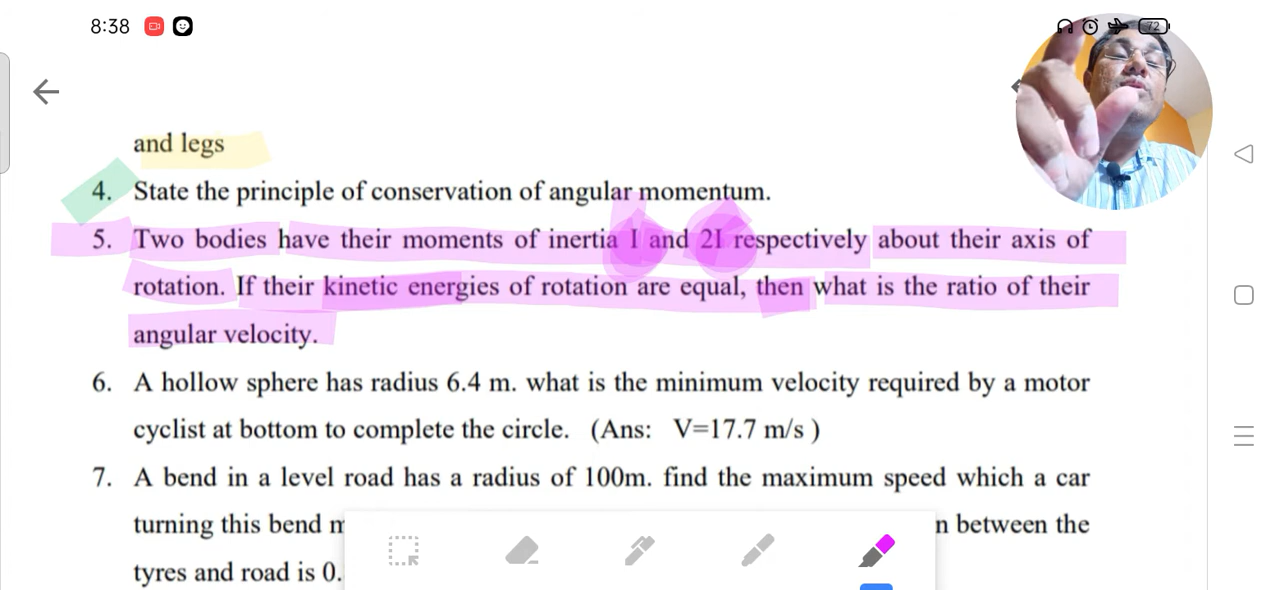 8:38
72
and legs
4. State the principle of conservation of angular momentum.
5. Two bodies have their moments of inertia I and 2I respectively about their axis of
rotation. If their kinetic energies of rotation are equal, then what is the ratio of their
angular velocity.
6. A hollow sphere has radius 6.4 m. what is the minimum velocity required by a motor
cyclist at bottom to complete the circle. (Ans: V=17.7 m/s )
7. A bend in a level road has a radius of 100m. find the maximum speed which a car
turning this bend between the
tyres and road is 0.